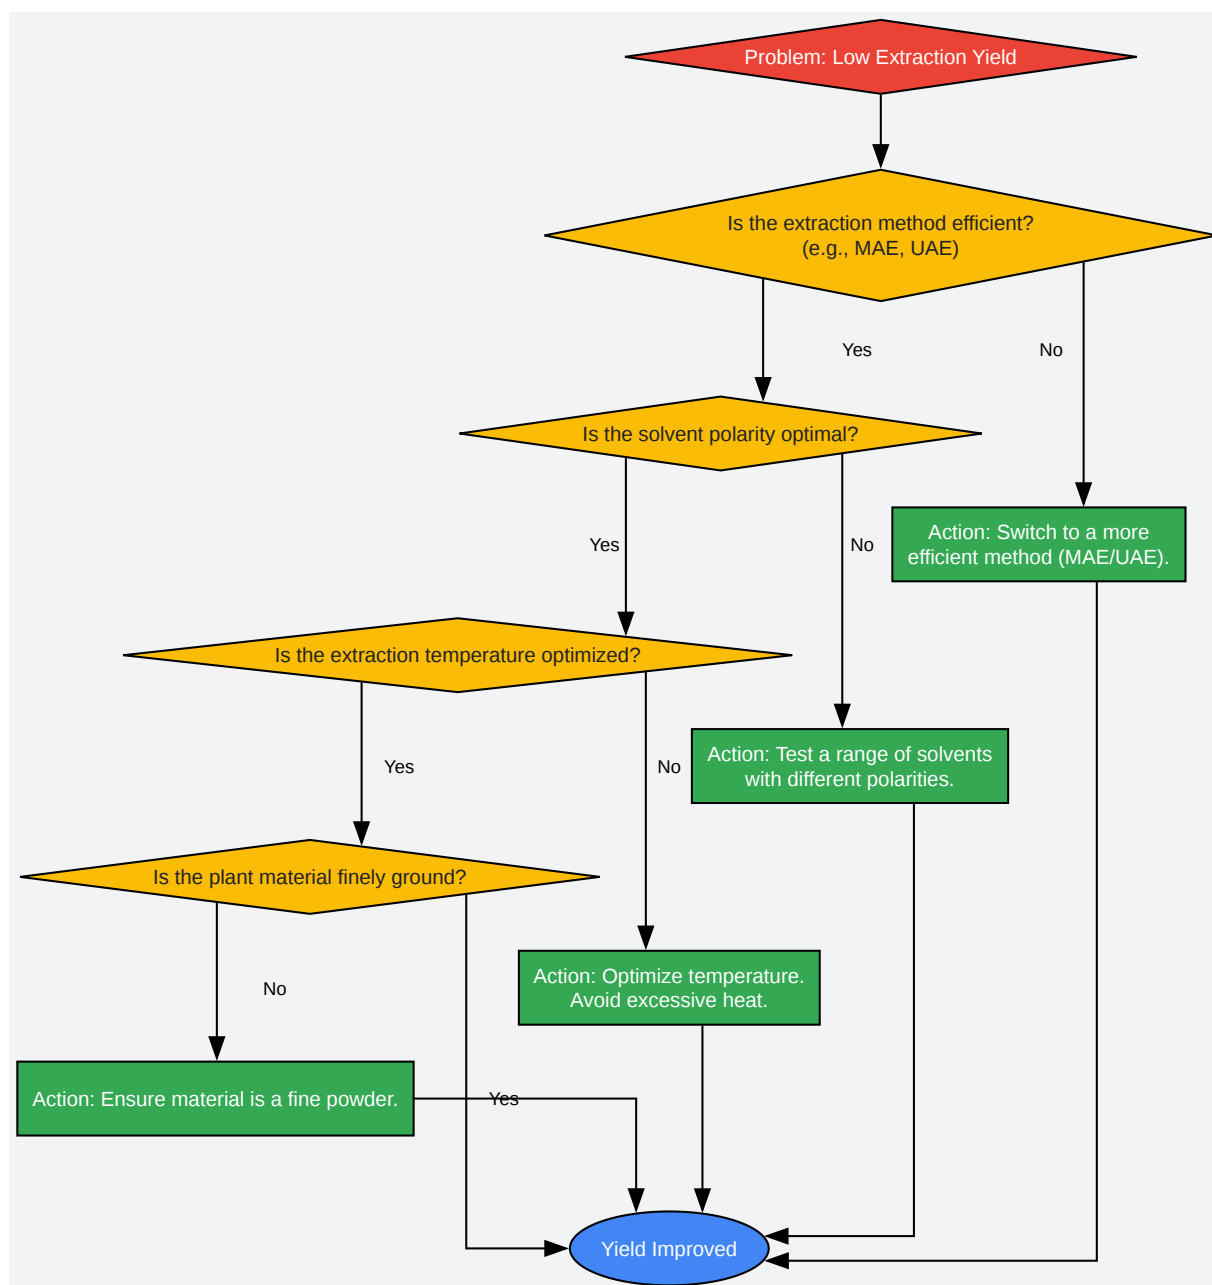 Problem: Low Extraction Yield
Is the extraction method efficient?
(e.g., MAE, UAE)
Yes
No
Is the solvent polarity optimal?
Yes
No
Action: Switch to a more
efficient method (MAE/UAE).
Is the extraction temperature optimized?
Yes
No
Action: Test a range of solvents
with different polarities.
Is the plant material finely ground?
No
Action: Optimize temperature.
Avoid excessive heat.
Action: Ensure material is a fine powder.
Yes
Yield Improved